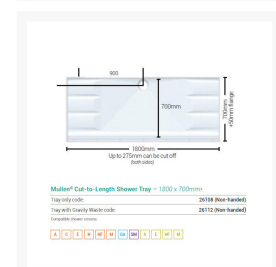 900
700mm
700mm
+50mm flange
1800mm
Up to 275mm can be cut off
(both sides)
Mullen® Cut-to-Length Shower Tray – 1800 x 700mm
Tray only code: 26108 (Non-handed)
Tray with Gravity Waste code: 26112 (Non-handed)
Compatible shower screens: